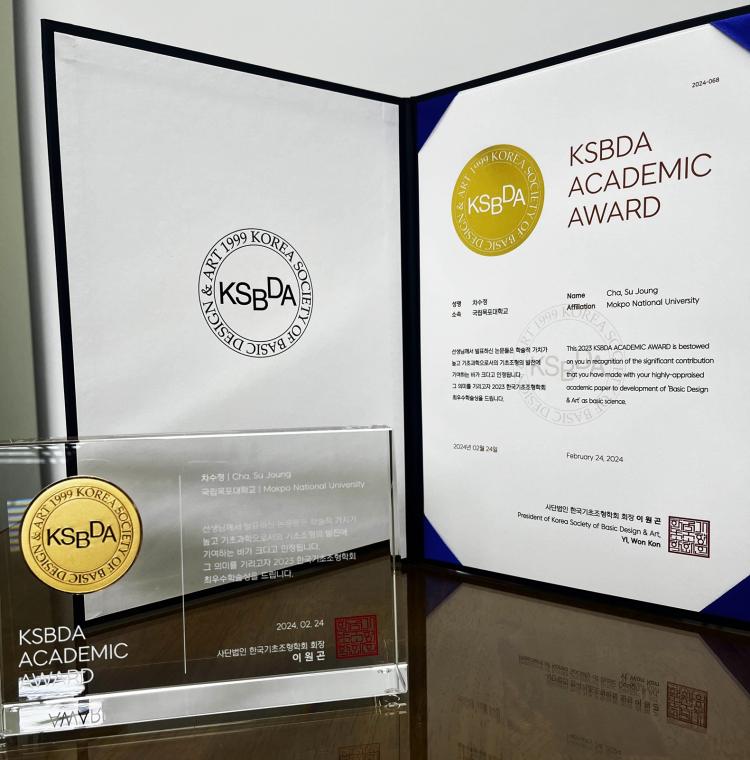 ART 1999 KOREA SOCIETY OF BASIC DESIGN &
KSBDA
2024-068
ART 1999 KOREA SOCIETY OF BASIC DESIGN &
KSBDA
KSBDA
ACADEMIC
AWARD
성명 차수정
소속 국립목포대학교
Name Cha, Su Joung
Affiliation Mokpo National University
선생님께서 발표하신 논문들은 학술적 가치가
높고 기초과학으로서의 기초조형의 발전에
기여하는 바가 크다고 인정됩니다.
그 의미를 기리고자 2023 한국기초조형학회
최우수학술상을 드립니다.
This 2023 KSBDA ACADEMIC AWARD is bestowed
on you in recognition of the significant contribution
that you have made with your highly-appraised
academic paper to development of 'Basic Design
& Art' as basic science.
KSBDA
2024년 02월 24일
February 24, 2024
사단법인 한국기초조형학회 회장 이 원 곤
President of Korea Society of Basic Design & Art,
Yi, Won Kon
ART 1999 KOREA SOCIETY OF BASIC DESIGN &
KSBDA
KSBDA
ACADEMIC
AWARD
차수정 | Cha, Su Joung
국립목포대학교 | Mokpo National University
선생님께서 발표하신 논문들은 학술적 가치가
높고 기초과학으로서의 기초조형의 발전에
기여하는 바가 크다고 인정됩니다.
그 의미를 기리고자 2023 한국기초조형학회
최우수학술상을 드립니다.
2024. 02. 24
사단법인 한국기초조형학회 회장
이 원 곤